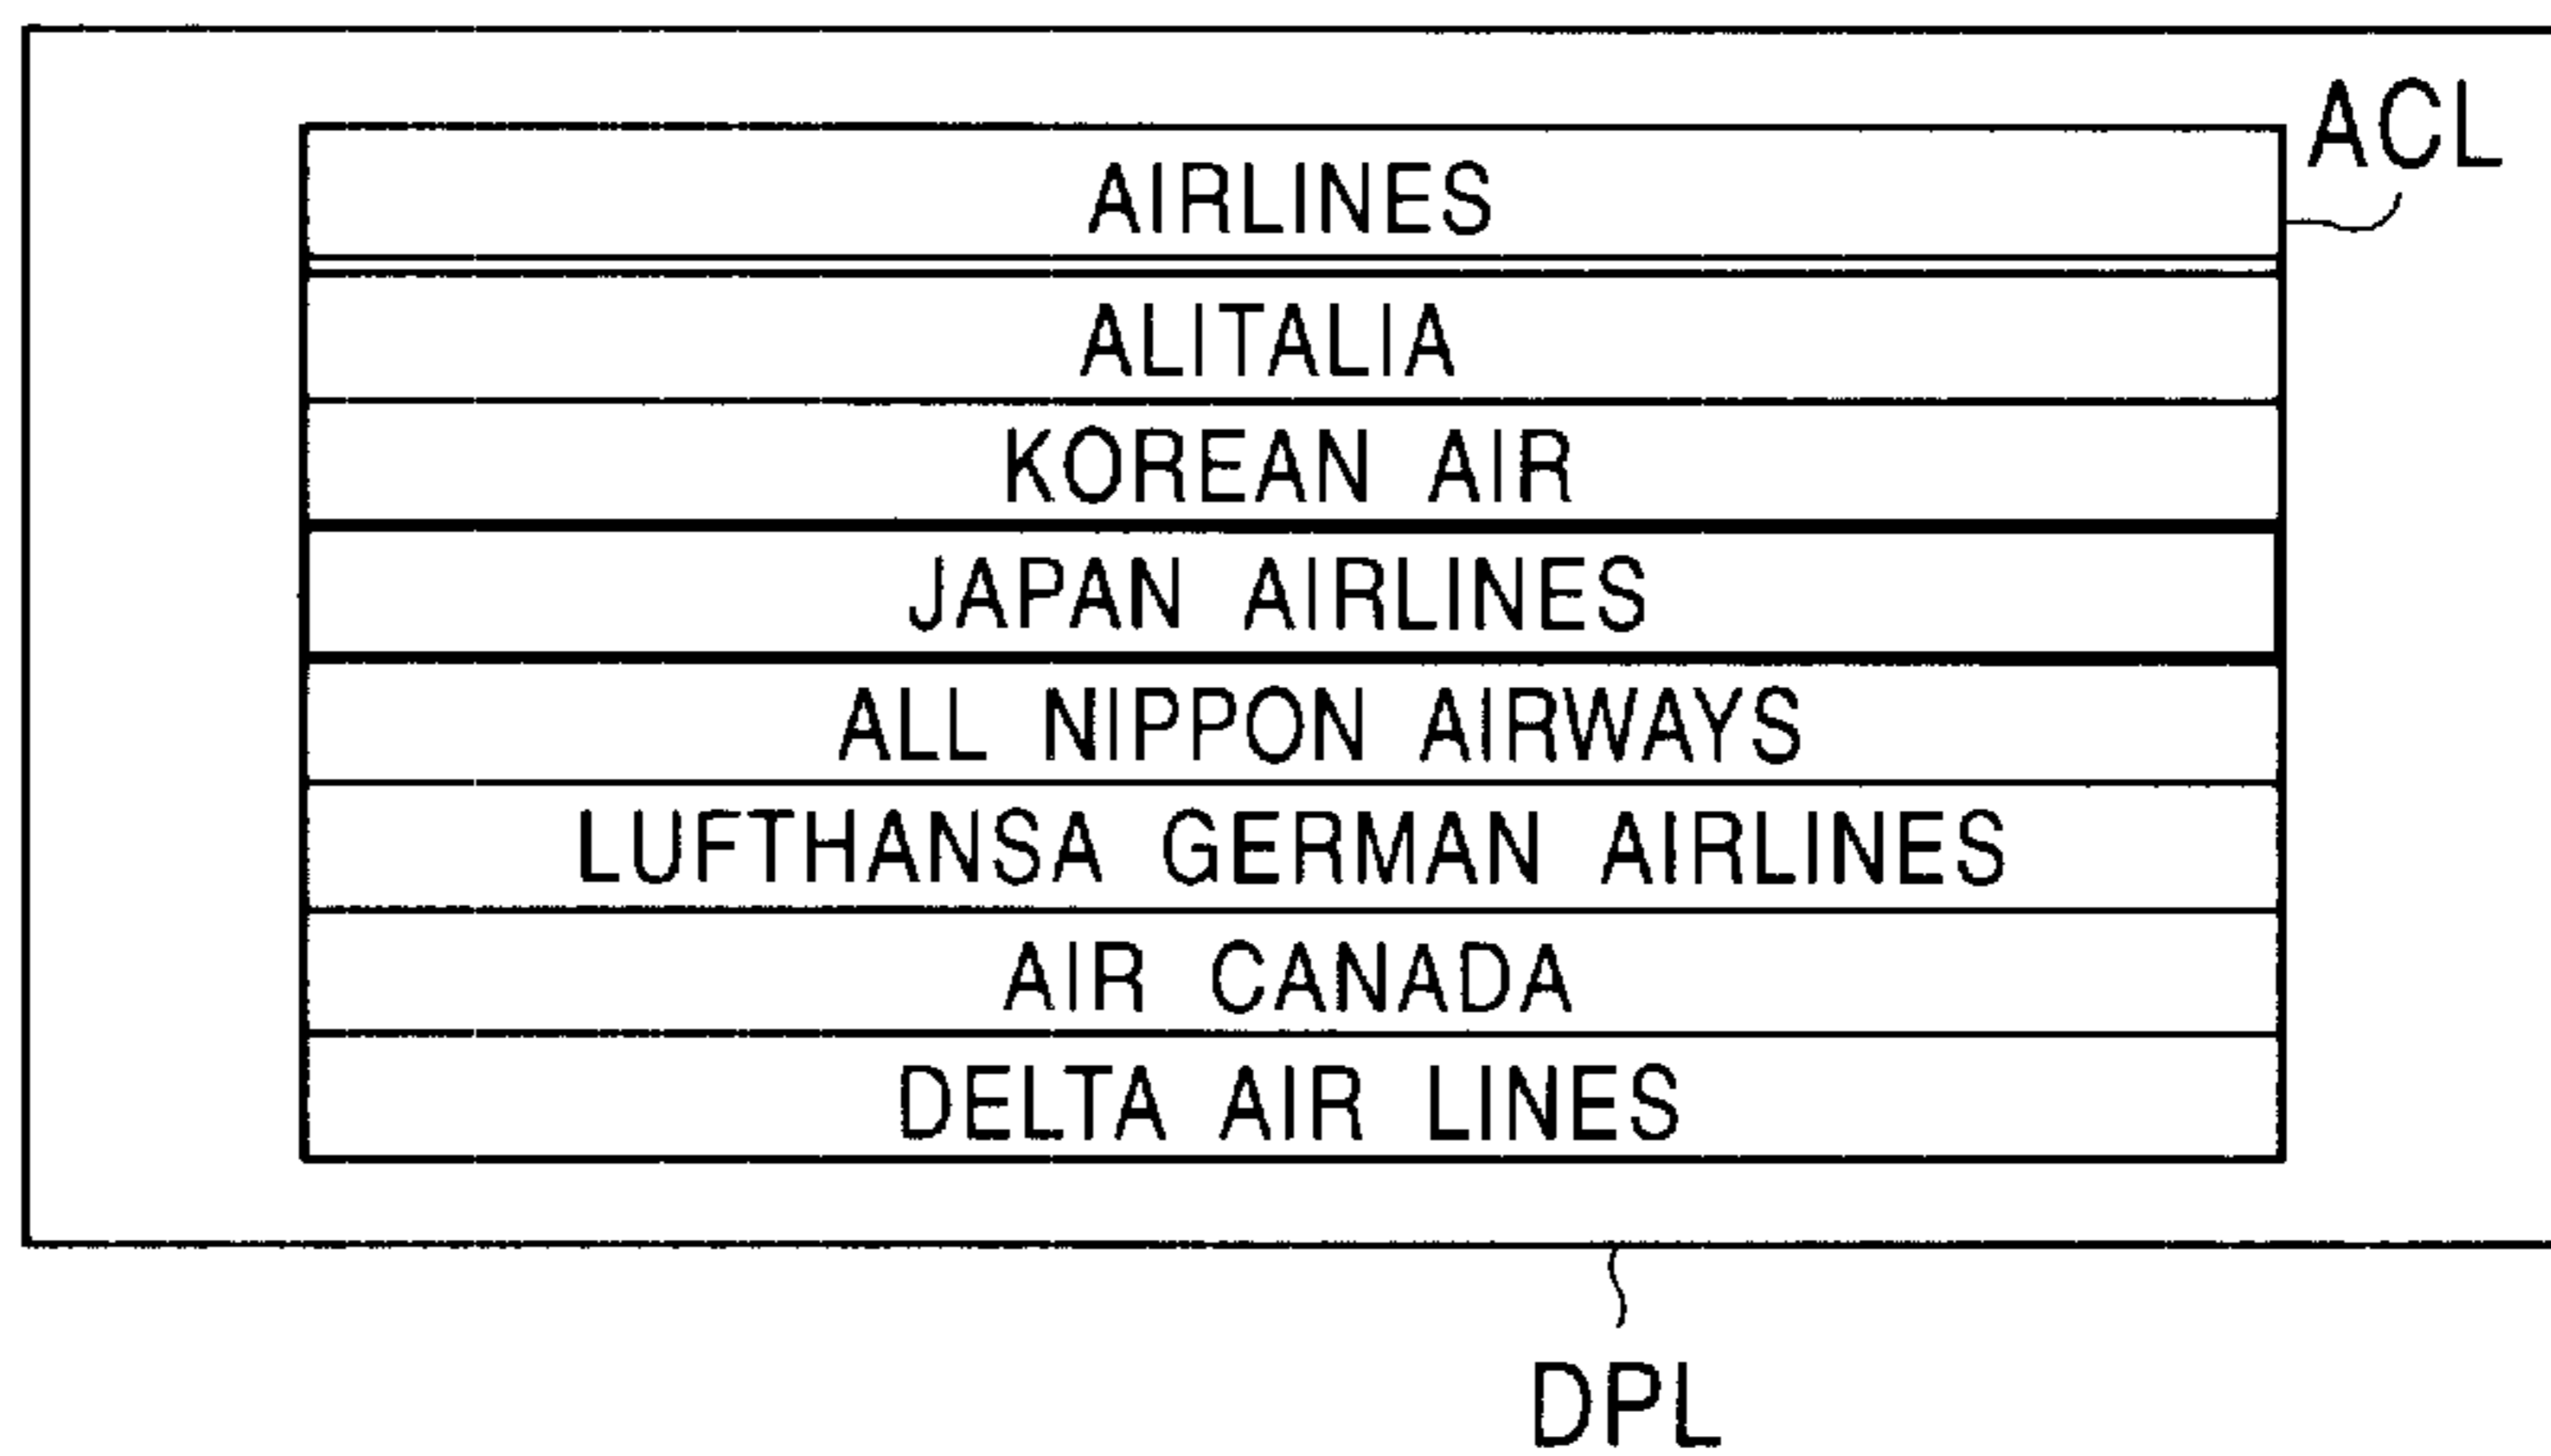 ACL
AIRLINES
ALITALIA
KOREAN AIR
JAPAN AIRLINES
ALL NIPPON AIRWAYS
LUFTHANSA GERMAN AIRLINES
AIR CANADA
DELTA AIR LINES
DPL